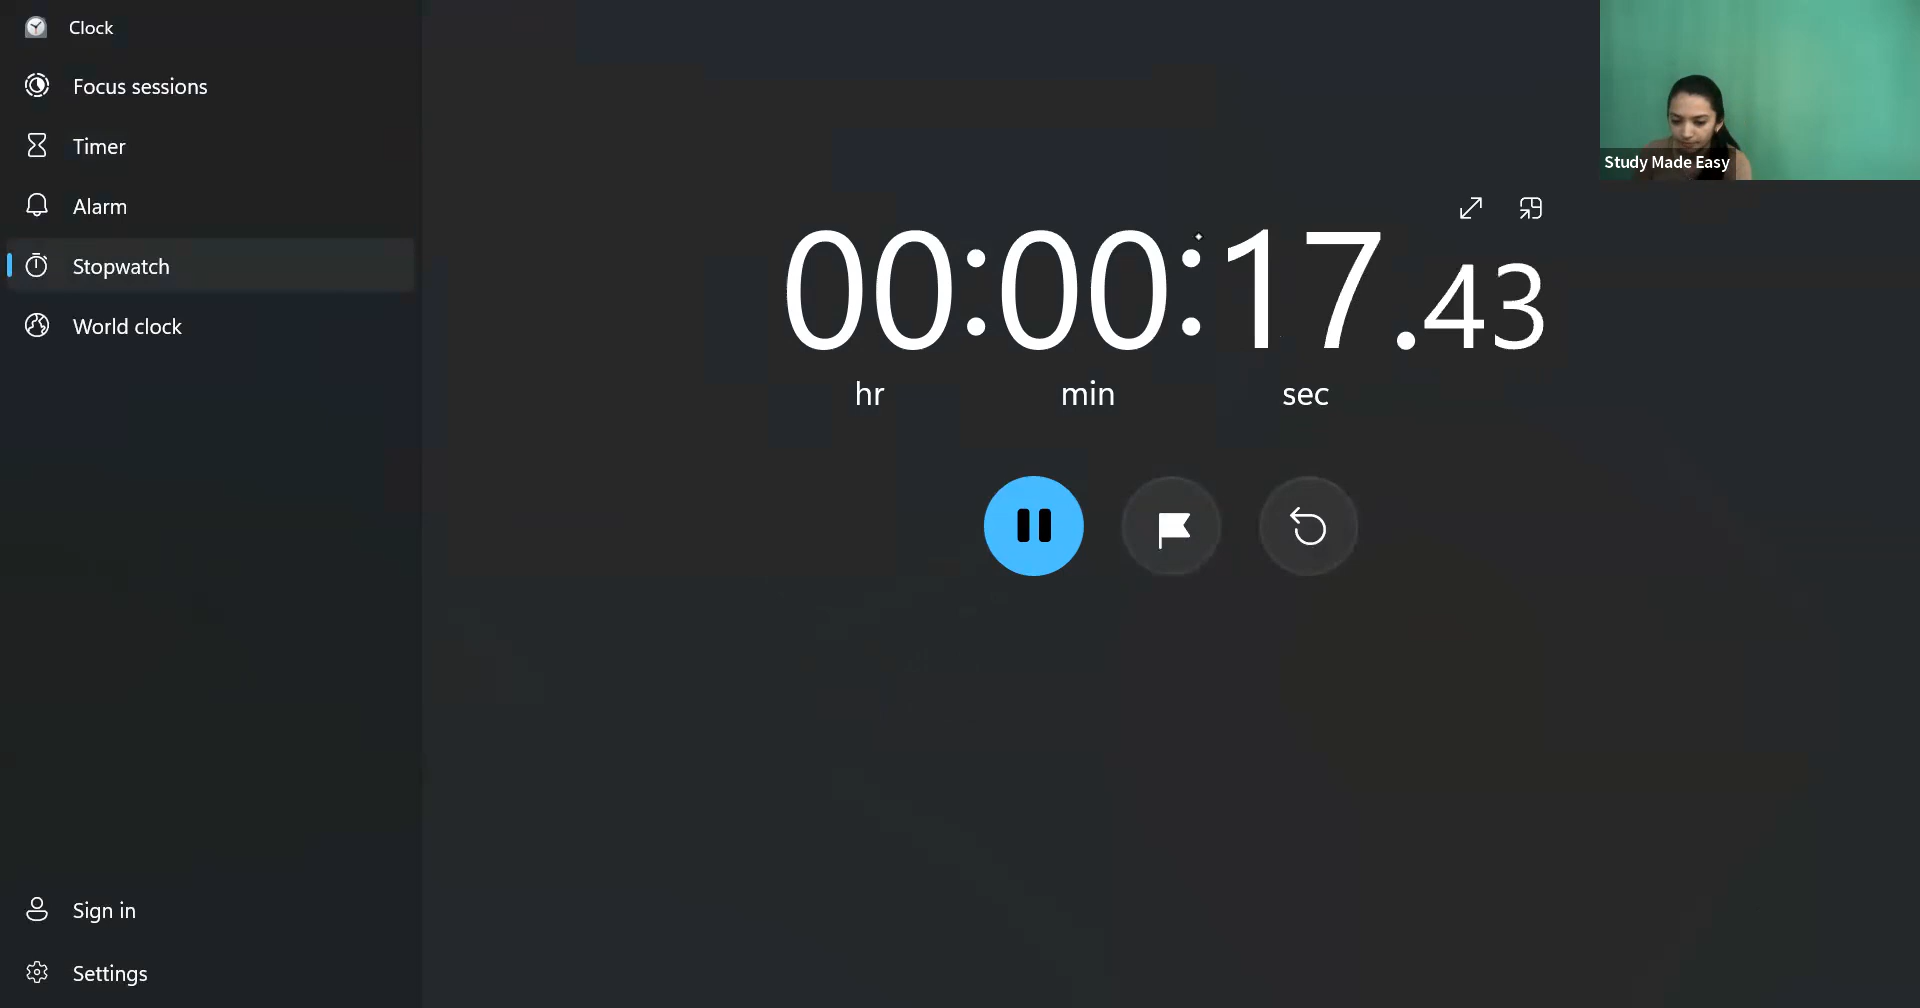 Clock
Focus sessions
Timer
Alarm
Stopwatch
World clock
Study Made Easy
00:00:17.43
hr min sec
Sign in
Settings